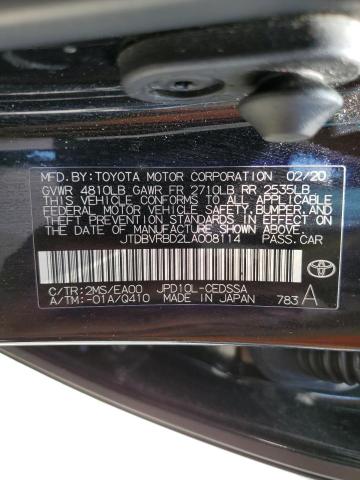 MFD.BY:TOYOTA MOTOR CORPORATION 02/20
GVWR 4810LB GAWR FR 2710LB RR 2535LB
THIS VEHICLE CONFORMS TO ALL APPLICABLE
FEDERAL MOTOR VEHICLE SAFETY, BUMPER, AND
THEFT PREVENTION STANDARDS IN EFFECT ON
THE DATE OF MANUFACTURE SHOWN ABOVE.
JTDBVRBD2LA008114 PASS.CAR
C/TR:2MS/EA00 JPD10L-CEDSSA
A/TM:-01A/Q410 MADE IN JAPAN 783 A